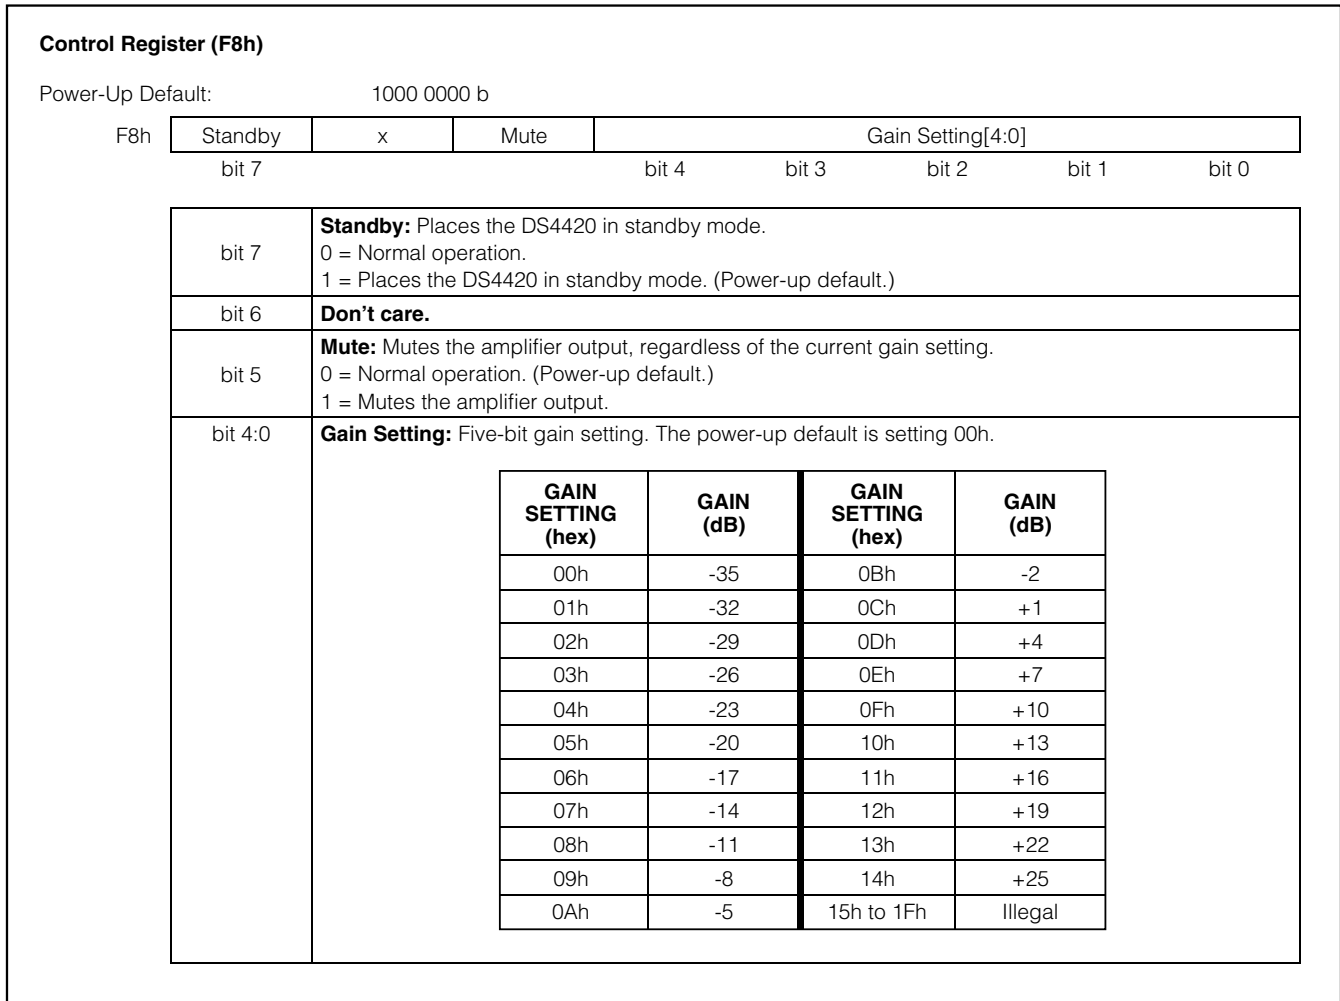 Control Register (F8h)
Power-Up Default: 1000 0000 b
F8h Standby x Mute Gain Setting[4:0]
bit 7 bit 4 bit 3 bit 2 bit 1 bit 0
bit 7
Standby: Places the DS4420 in standby mode.
0 = Normal operation.
1 = Places the DS4420 in standby mode. (Power-up default.)
bit 6 Don't care.
bit 5
Mute: Mutes the amplifier output, regardless of the current gain setting.
0 = Normal operation. (Power-up default.)
1 = Mutes the amplifier output.
bit 4:0 Gain Setting: Five-bit gain setting. The power-up default is setting 00h.
GAIN SETTING (hex) GAIN (dB) GAIN SETTING (hex) GAIN (dB)
00h -35 0Bh -2
01h -32 0Ch +1
02h -29 0Dh +4
03h -26 0Eh +7
04h -23 0Fh +10
05h -20 10h +13
06h -17 11h +16
07h -14 12h +19
08h -11 13h +22
09h -8 14h +25
0Ah -5 15h to 1Fh Illegal